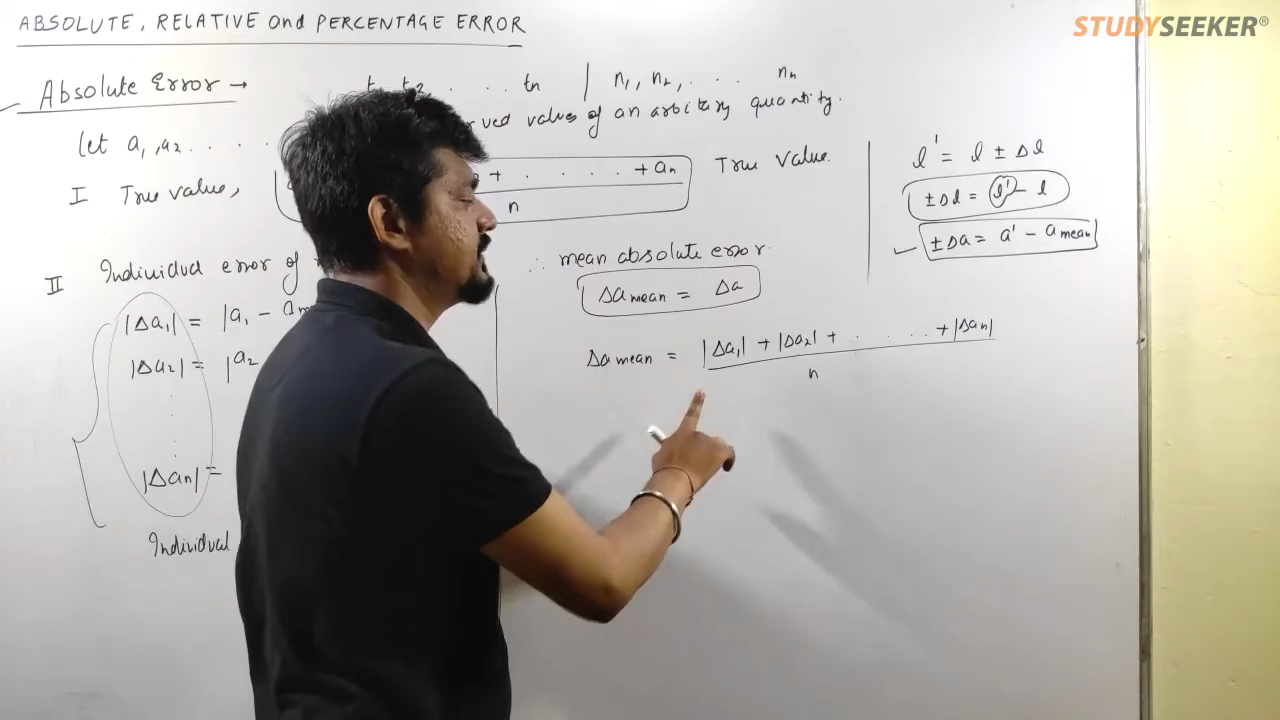 ABSOLUTE, RELATIVE and PERCENTAGE ERROR
STUDYSEEKER®
Absolute Error →
t₁, t₂ . . . . tn | n₁, n₂, . . . nn
let a₁, a₂ . . . . values of an arbitary quantity.
I True value, + . . . . . + an True value.
n
l' = l ± Δl
± Δl = l' - l
± Δa = a' - a mean
II Individual error of
|Δa₁| = |a₁ -
|Δa₂| = |a₂
|Δan| =
Individual
∴ mean absolute error.
Δa mean = Δa
Δa mean = |Δa₁| + |Δa₂| + . . . . . + |Δan|
n